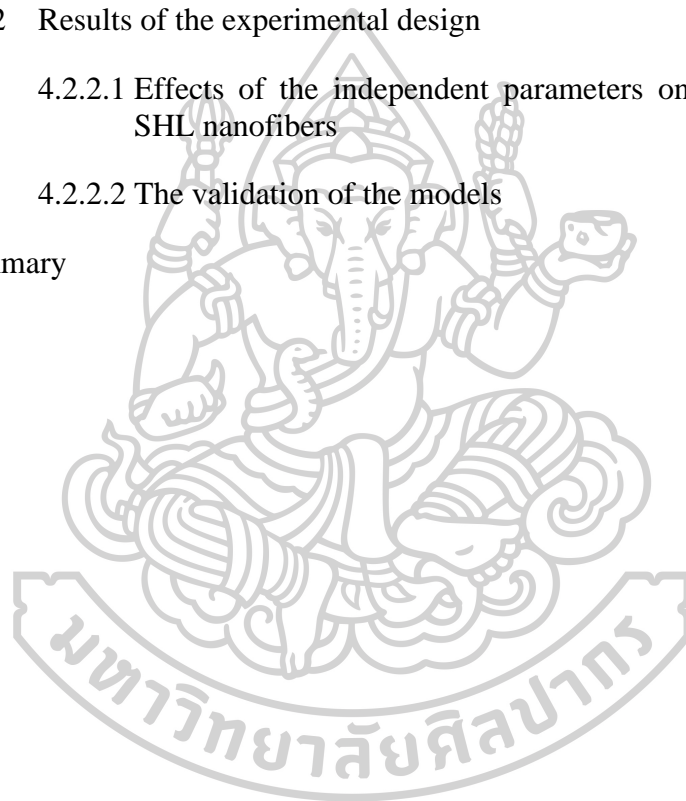 2 Results of the experimental design
4.2.2.1 Effects of the independent parameters on
SHL nanofibers
4.2.2.2 The validation of the models
mary
มหาวิทยาลัยศิลปากร